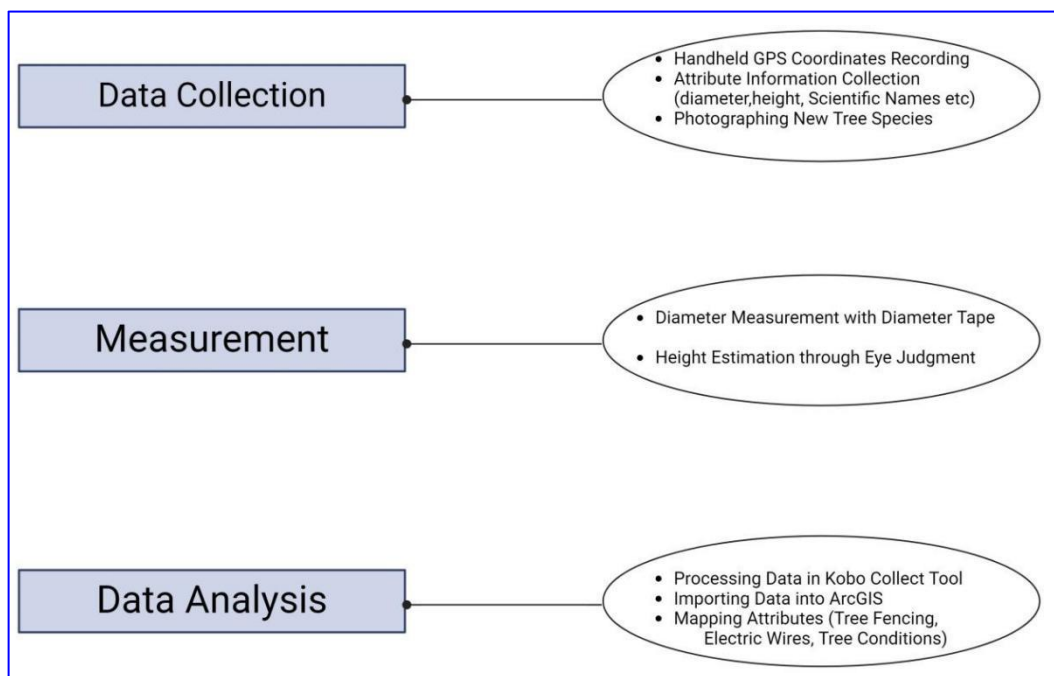 Data Collection
• Handheld GPS Coordinates Recording
• Attribute Information Collection
(diameter,height, Scientific Names etc)
• Photographing New Tree Species
Measurement
• Diameter Measurement with Diameter Tape
• Height Estimation through Eye Judgment
Data Analysis
• Processing Data in Kobo Collect Tool
• Importing Data into ArcGIS
• Mapping Attributes (Tree Fencing,
Electric Wires, Tree Conditions)